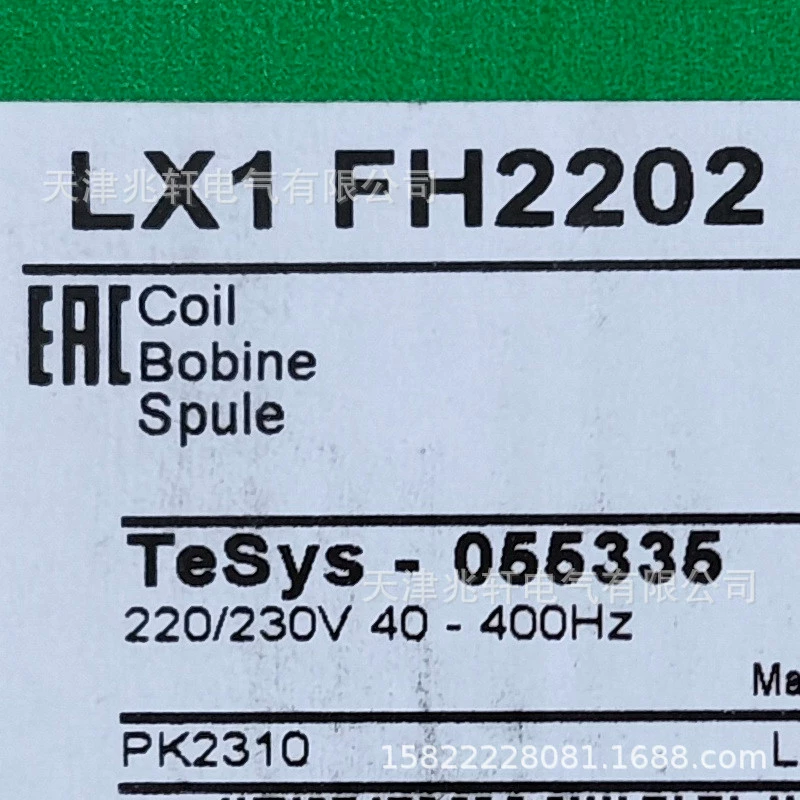 LX1 FH2202
天津兆轩电气有限公司
EAC
Coil
Bobine
Spule
TeSys - 055335
天津兆轩电气有限公司
220/230V 40 - 400Hz
Ma
PK2310
15822228081.1688.com
L